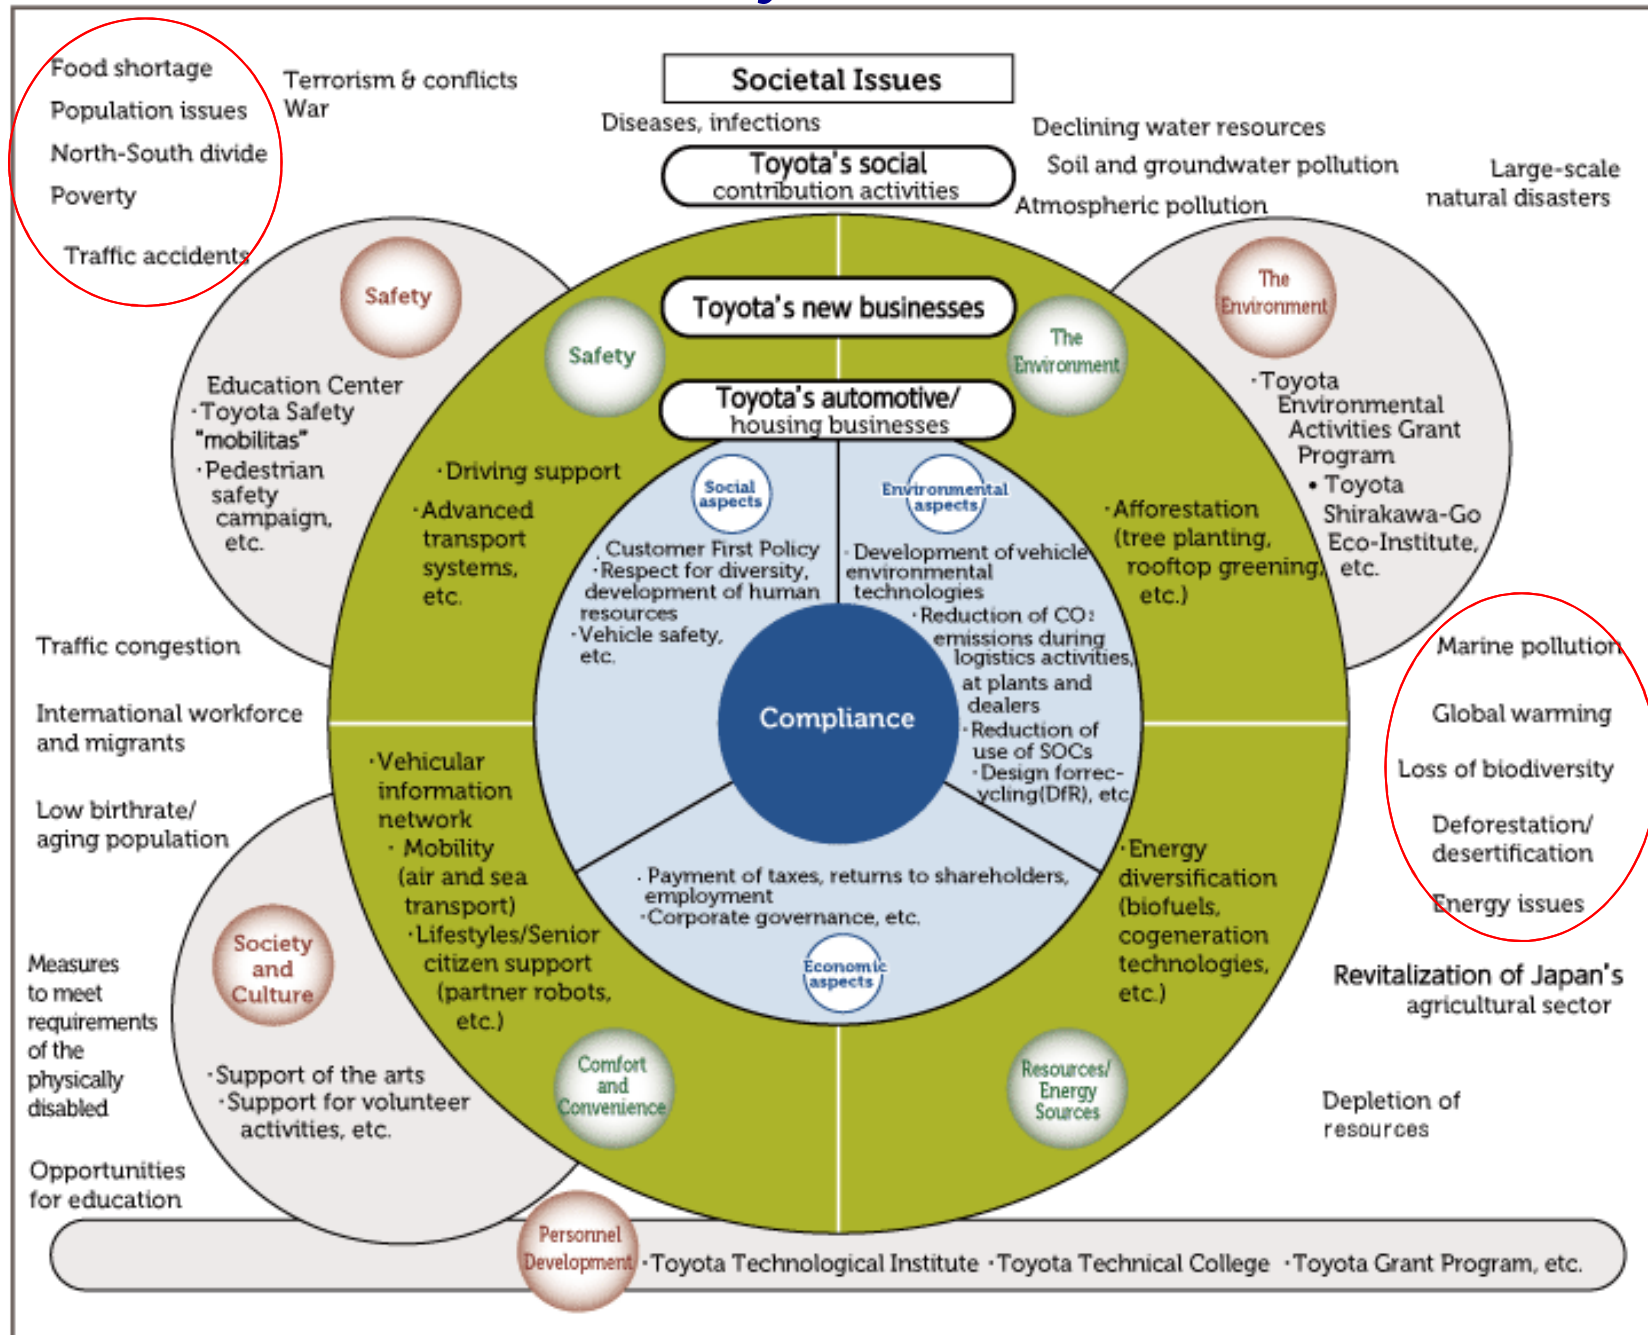 Societal Issues
Food shortage
Population issues
North-South divide
Poverty
Traffic accidents
Terrorism & conflicts
War
Diseases, infections
Declining water resources
Soil and groundwater pollution
Atmospheric pollution
Large-scale
natural disasters
Toyota's social
contribution activities
Toyota's new businesses
Toyota's automotive/
housing businesses
Safety
Education Center
·Toyota Safety
"mobilitas"
·Pedestrian
safety
campaign,
etc.
Safety
·Driving support
·Advanced
transport
systems,
etc.
The
Environment
·Afforestation
(tree planting,
rooftop greening,
etc.)
The
Environment
·Toyota
Environmental
Activities Grant
Program
• Toyota
Shirakawa-Go
Eco-Institute,
etc.
Social
aspects
· Customer First Policy
·Respect for diversity,
development of human
resources
·Vehicle safety,
etc.
Environmental
aspects
· Development of vehicle
environmental
technologies
·Reduction of CO2
emissions during
logistics activities,
at plants and
dealers
·Reduction of
use of SOCs
·Design forrec-
ycling(DfR), etc
Compliance
· Payment of taxes, returns to shareholders,
employment
·Corporate governance, etc.
Economic
aspects
Traffic congestion
International workforce
and migrants
Low birthrate/
aging population
Measures
to meet
requirements
of the
physically
disabled
Opportunities
for education
·Vehicular
information
network
· Mobility
(air and sea
transport)
·Lifestyles/Senior
citizen support
(partner robots,
etc.)
Comfort
and
Convenience
·Energy
diversification
(biofuels,
cogeneration
technologies,
etc.)
Resources/
Energy
Sources
Society
and
Culture
·Support of the arts
·Support for volunteer
activities, etc.
Marine pollution
Global warming
Loss of biodiversity
Deforestation/
desertification
Energy issues
Revitalization of Japan's
agricultural sector
Depletion of
resources
Personnel
Development
·Toyota Technological Institute ·Toyota Technical College ·Toyota Grant Program, etc.